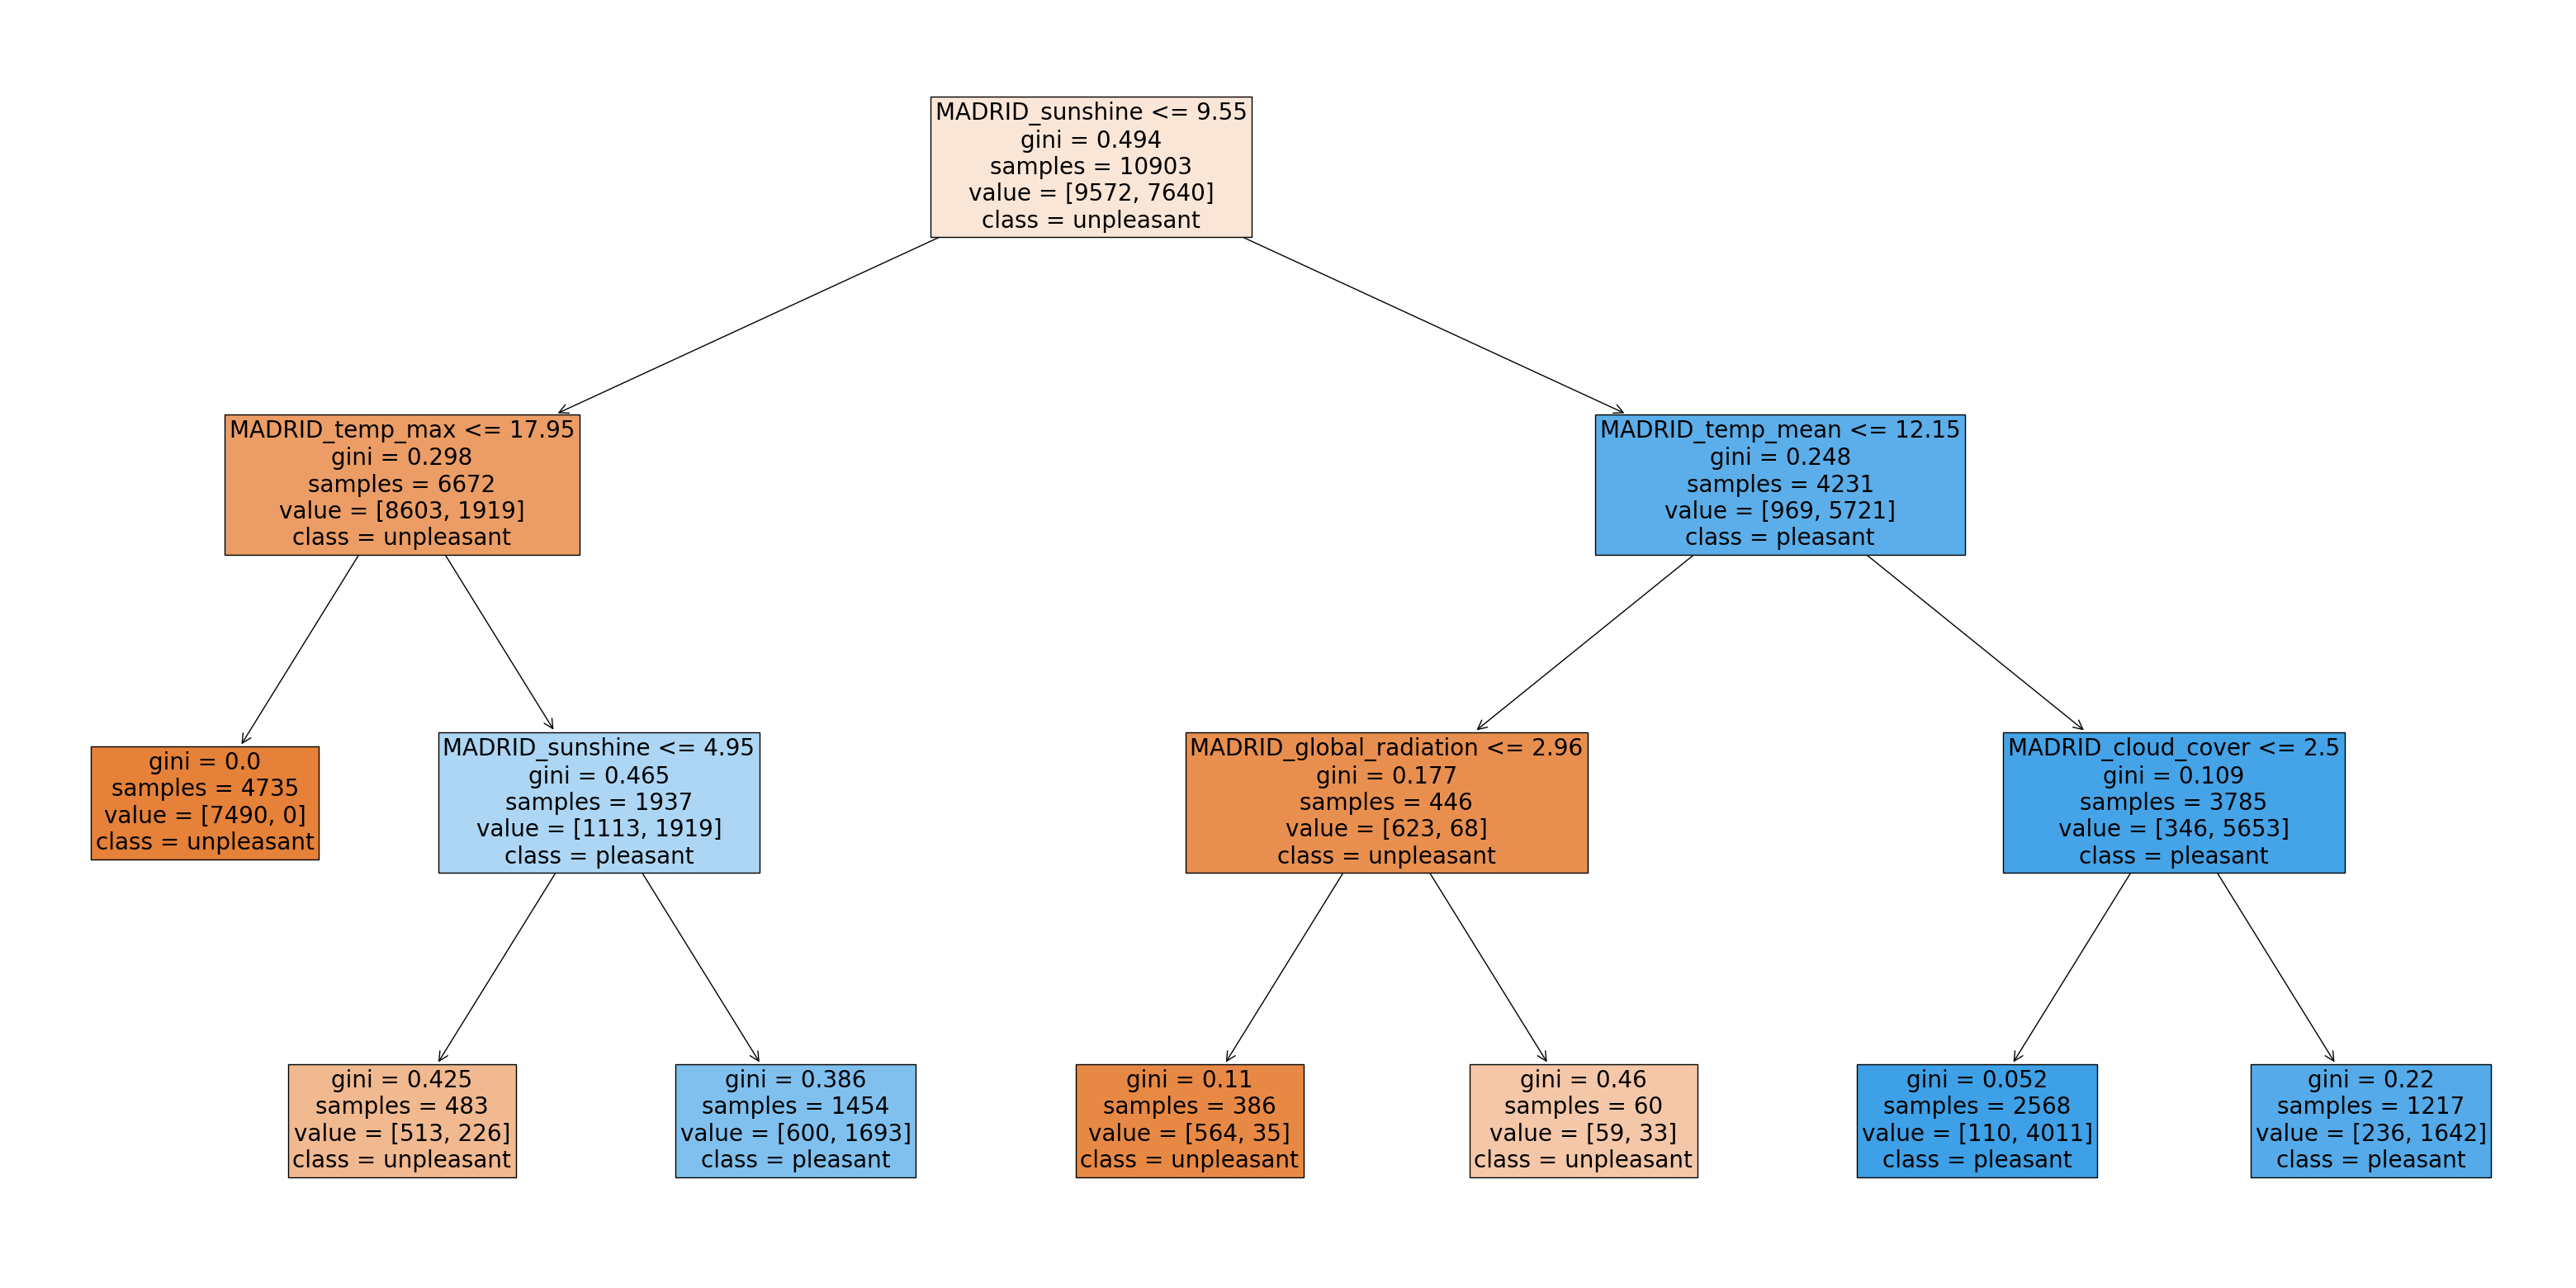 MADRID_sunshine <= 9.55
gini = 0.494
samples = 10903
value = [9572, 7640]
class = unpleasant
MADRID_temp_max <= 17.95
gini = 0.298
samples = 6672
value = [8603, 1919]
class = unpleasant
MADRID_temp_mean <= 12.15
gini = 0.248
samples = 4231
value = [969, 5721]
class = pleasant
gini = 0.0
samples = 4735
value = [7490, 0]
class = unpleasant
MADRID_sunshine <= 4.95
gini = 0.465
samples = 1937
value = [1113, 1919]
class = pleasant
MADRID_global_radiation <= 2.96
gini = 0.177
samples = 446
value = [623, 68]
class = unpleasant
MADRID_cloud_cover <= 2.5
gini = 0.109
samples = 3785
value = [346, 5653]
class = pleasant
gini = 0.425
samples = 483
value = [513, 226]
class = unpleasant
gini = 0.386
samples = 1454
value = [600, 1693]
class = pleasant
gini = 0.11
samples = 386
value = [564, 35]
class = unpleasant
gini = 0.46
samples = 60
value = [59, 33]
class = unpleasant
gini = 0.052
samples = 2568
value = [110, 4011]
class = pleasant
gini = 0.22
samples = 1217
value = [236, 1642]
class = pleasant